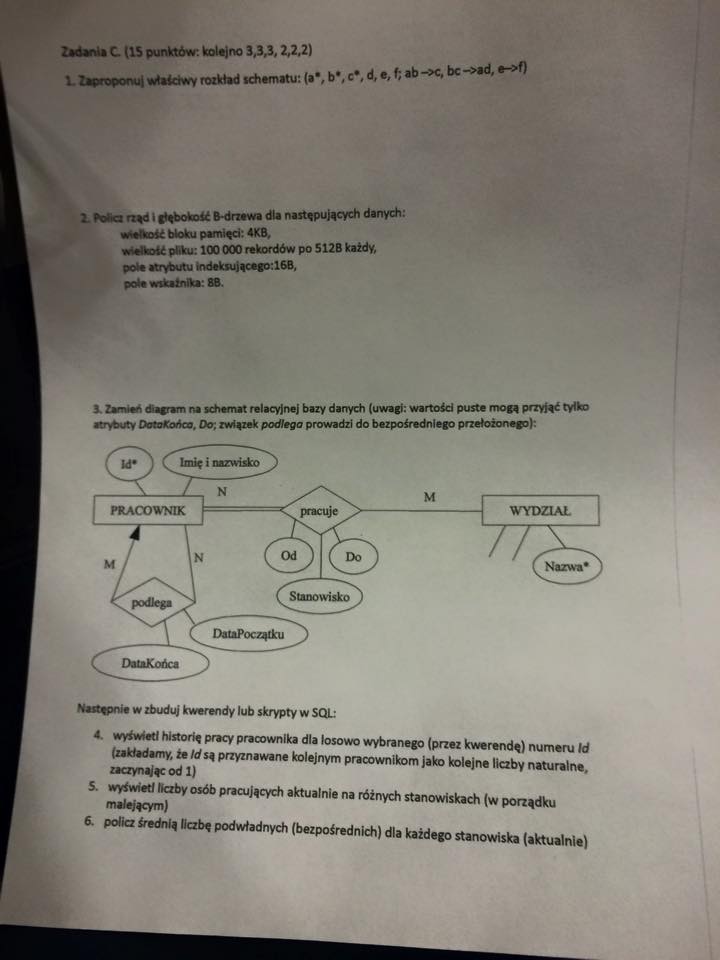 Zadania C. (15 punktów: kolejno 3,3,3, 2,2,2)
1. Zaproponuj właściwy rozkład schematu: (a*, b*, c*, d, e, f; ab->c, bc->ad, e->f)
2. Policz rząd i głębokość B-drzewa dla następujących danych:
wielkość bloku pamięci: 4KB,
wielkość pliku: 100 000 rekordów po 512B każdy,
pole atrybutu indeksującego:16B,
pole wskaźnika: 8B.
3. Zamień diagram na schemat relacyjnej bazy danych (uwagi: wartości puste mogą przyjąć tylko
atrybuty DataKońca, Do; związek podlega prowadzi do bezpośredniego przełożonego):
Id*
Imię i nazwisko
N
M
PRACOWNIK
pracuje
WYDZIAŁ
M
N
Od
Do
Nazwa*
podlega
Stanowisko
DataPoczątku
DataKońca
Następnie w zbuduj kwerendy lub skrypty w SQL:
4. wyświetl historię pracy pracownika dla losowo wybranego (przez kwerendę) numeru Id
(zakładamy, że Id są przyznawane kolejnym pracownikom jako kolejne liczby naturalne,
zaczynając od 1)
5. wyświetl liczby osób pracujących aktualnie na różnych stanowiskach (w porządku
malejącym)
6. policz średnią liczbę podwładnych (bezpośrednich) dla każdego stanowiska (aktualnie)